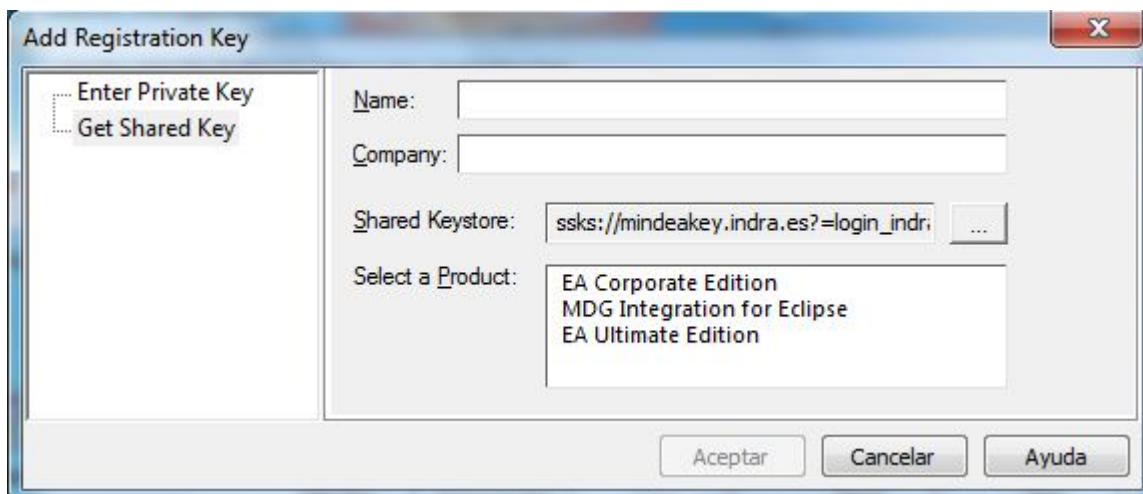 Add Registration Key
Enter Private Key
Get Shared Key
Name:
Company:
Shared Keystore:
ssks://mindeakey.indra.es?=login_indr
...
Select a Product:
EA Corporate Edition
MDG Integration for Eclipse
EA Ultimate Edition
Aceptar
Cancelar
Ayuda